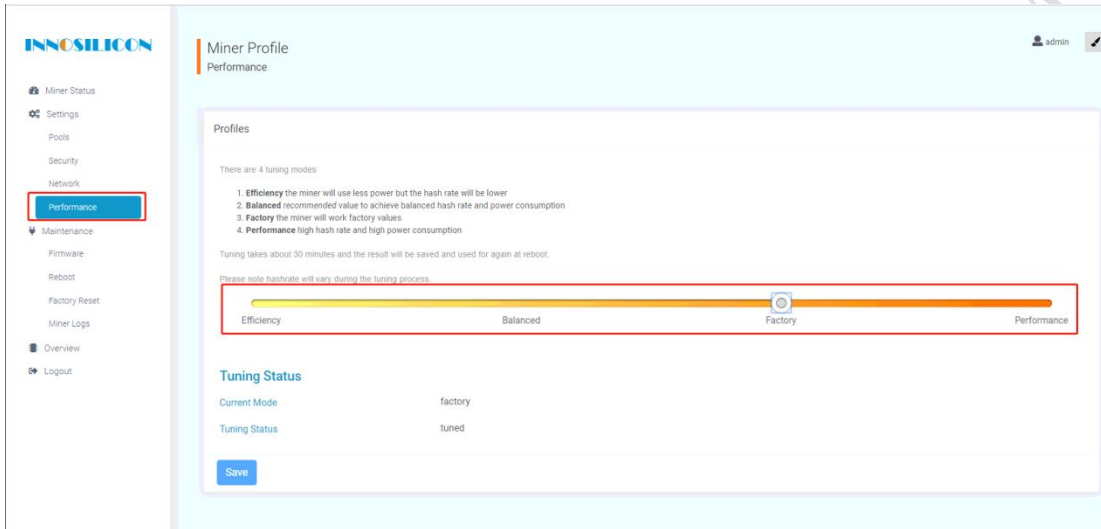 INNOSILICON
Miner Status
Settings
Pools
Security
Network
Performance
Maintenance
Firmware
Reboot
Factory Reset
Miner Logs
Overview
Logout
Miner Profile
Performance
admin
Profiles
There are 4 tuning modes
1. Efficiency the miner will use less power but the hash rate will be lower
2. Balanced recommended value to achieve balanced hash rate and power consumption
3. Factory the miner will work factory values
4. Performance high hash rate and high power consumption
Tuning takes about 30 minutes and the result will be saved and used for again at reboot.
Please note hashrate will vary during the tuning process.
Efficiency Balanced Factory Performance
Tuning Status
Current Mode factory
Tuning Status tuned
Save